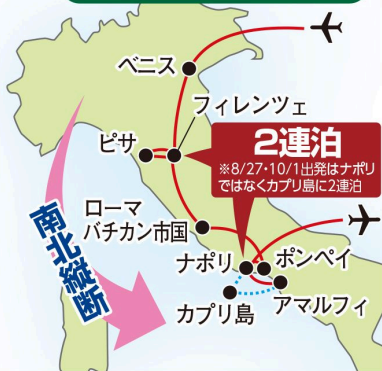 ベニス
フィレンツェ
ピサ
2連泊
※8/27・10/1出発はナポリ
ではなくカプリ島に2連泊
ローマ
バチカン市国
南北縦断
ナポリ
ポンペイ
カプリ島
アマルフィ